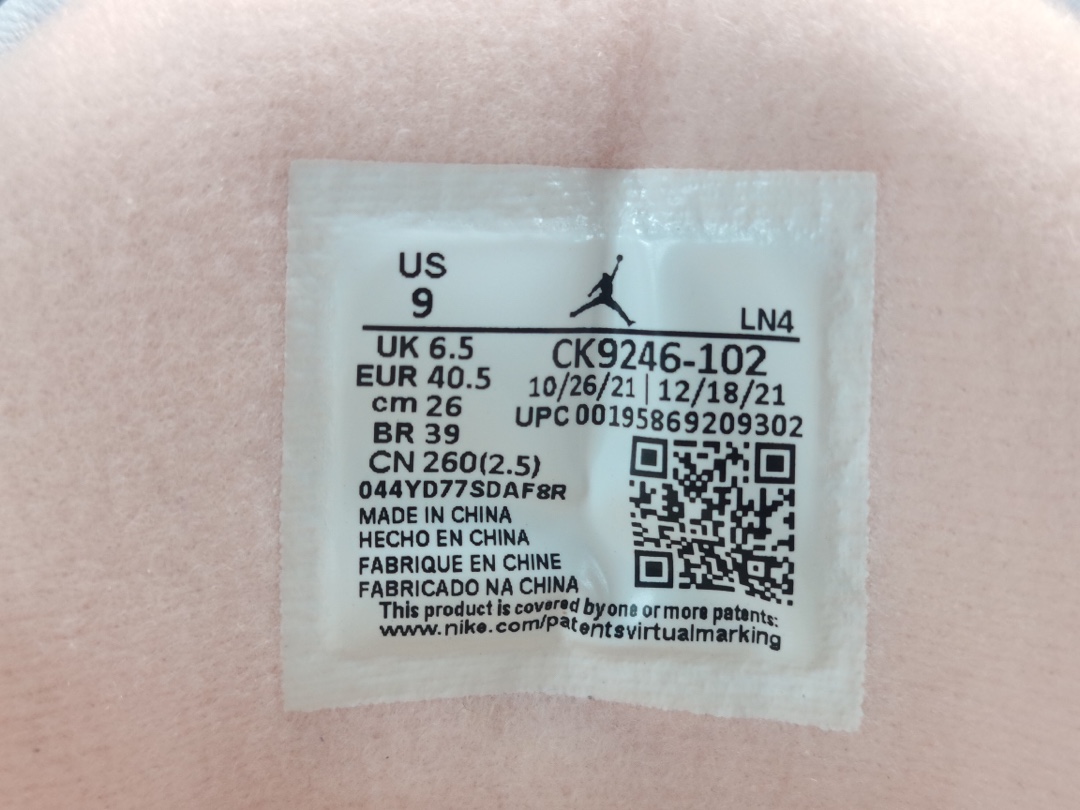 US
9
LN4
UK 6.5
CK9246-102
EUR 40.5
10/26/21 | 12/18/21
cm 26
UPC 00195869209302
BR 39
CN 260(2.5)
044YD77SDAF8R
MADE IN CHINA
HECHO EN CHINA
FABRIQUE EN CHINE
FABRICADO NA CHINA
This product is covered by one or more patents:
www.nike.com/patentsvirtualmarking